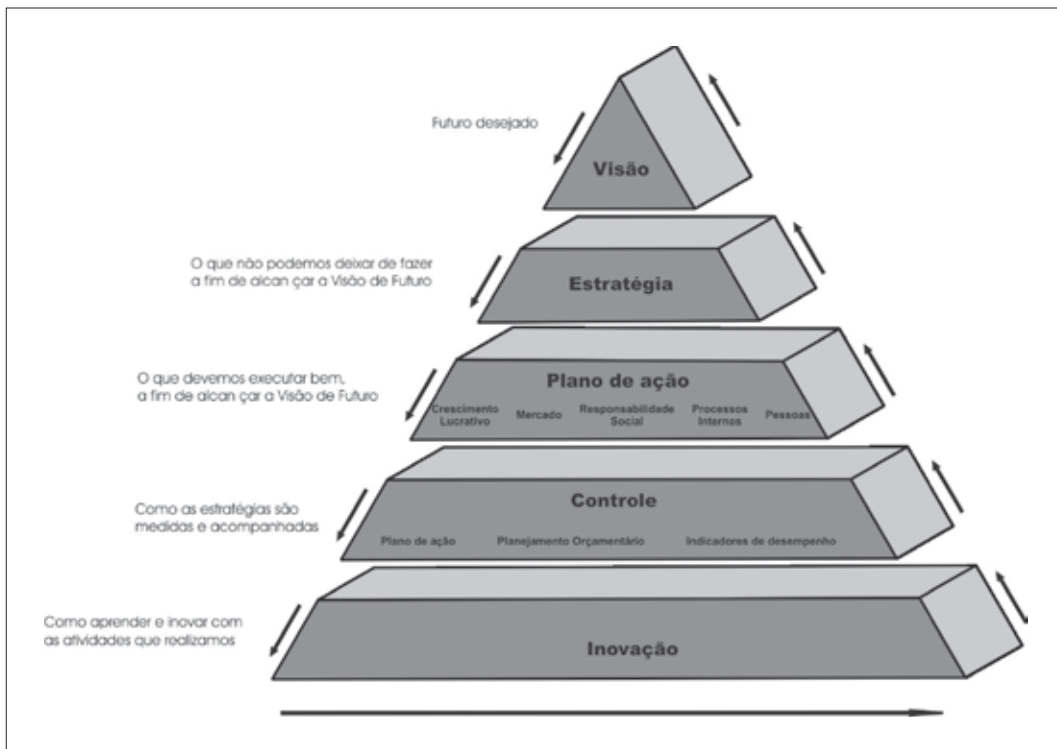 Futuro desejado
Visão
O que não podemos deixar de fazer
a fim de alcan çar a Visão de Futuro
Estratégia
O que devemos executar bem,
a fim de alcan çar a Visão de Futuro
Plano de ação
Crescimento
Lucrativo
Mercado
Responsabilidade
Social
Processos
Internos
Pessoas
Como as estratégias são
medidas e acompanhadas
Controle
Plano de ação
Planejamento Orçamentário
Indicadores de desempenho
Como aprender e inovar com
as atividades que realizamos
Inovação